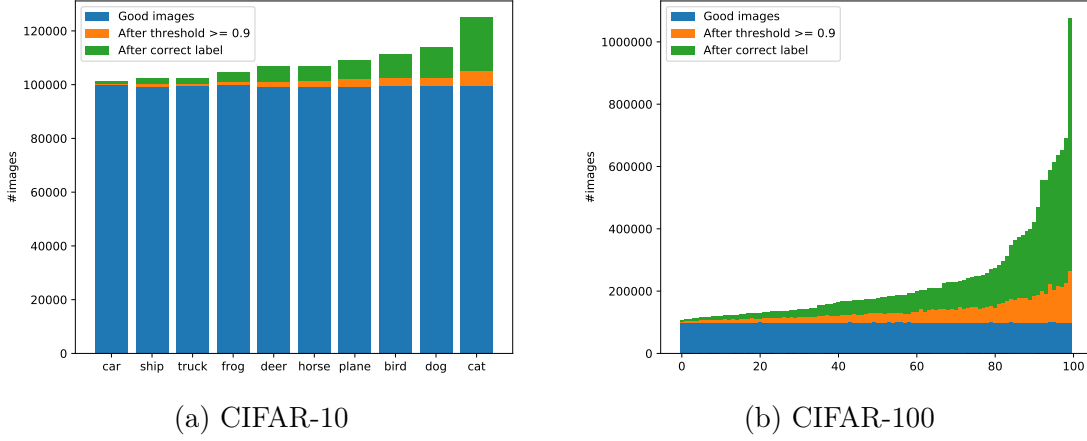 Good images
After threshold >= 0.9
After correct label
120000
100000
80000
60000
40000
20000
0
#images
car ship truck frog deer horse plane bird dog cat
(a) CIFAR-10
Good images
After threshold >= 0.9
After correct label
1000000
800000
600000
400000
200000
0
#images
0 20 40 60 80 100
(b) CIFAR-100